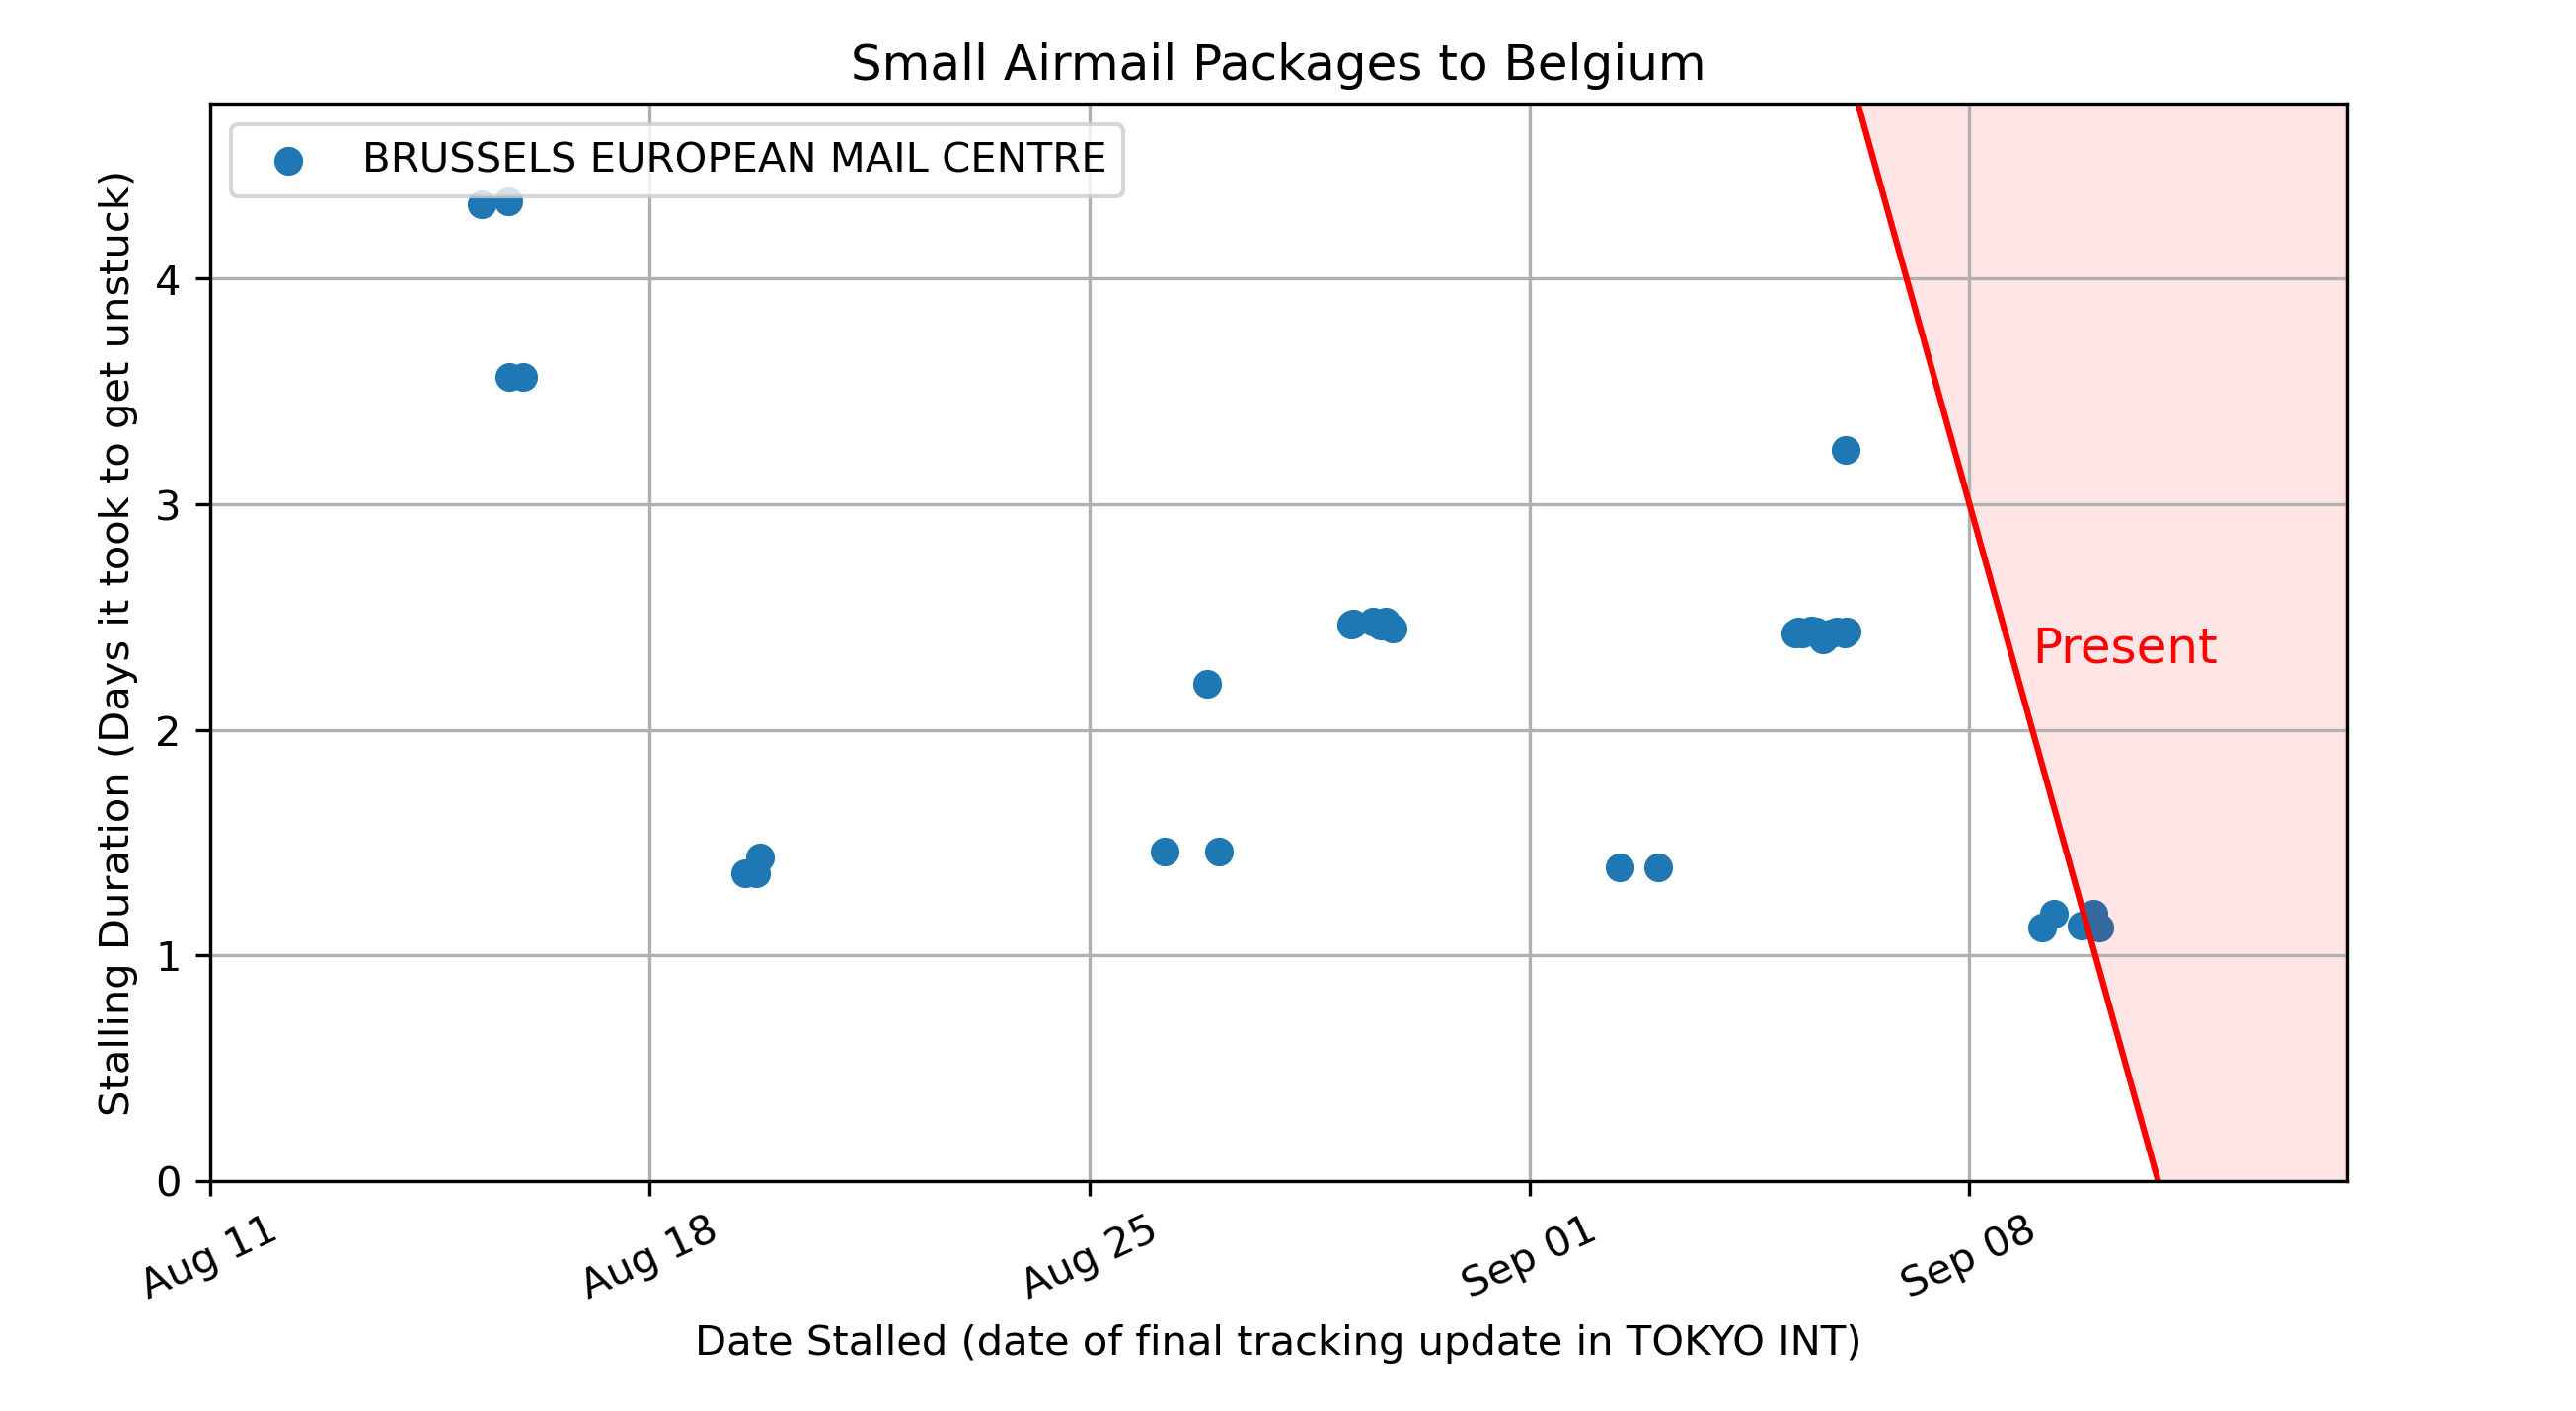 Small Airmail Packages to Belgium
BRUSSELS EUROPEAN MAIL CENTRE
Stalling Duration (Days it took to get unstuck)
4
3
2
1
0
Present
Aug 11
Aug 18
Aug 25
Sep 01
Sep 08
Date Stalled (date of final tracking update in TOKYO INT)